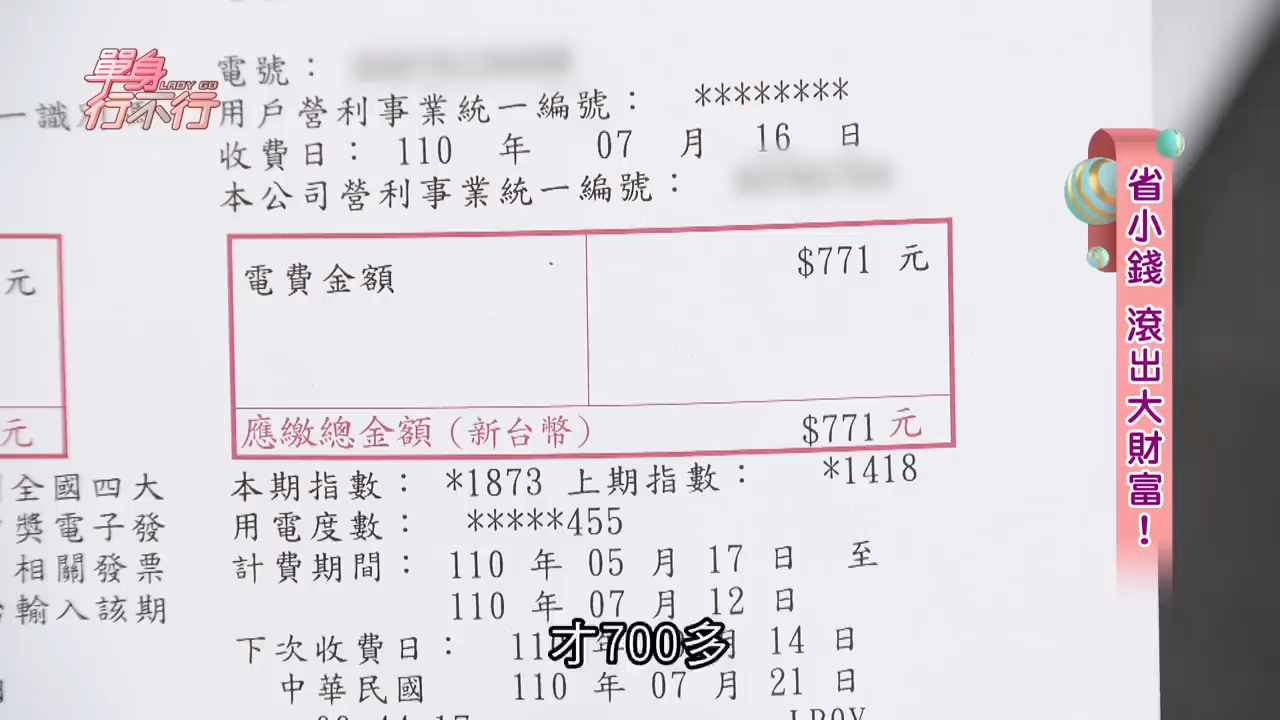 單身
LADY GO
行不行
電號：
一識別
用戶營利事業統一編號： ********
收費日： 110 年 07 月 16 日
本公司營利事業統一編號：
元
電費金額 $771 元
元
應繳總金額（新台幣） $771 元
全國四大
本期指數： *1873 上期指數： *1418
獎電子發
用電度數： *****455
相關發票
計費期間： 110 年 05 月 17 日 至
輸入該期
110 年 07 月 12 日
下次收費日： 月 14 日
中華民國 110 年 07 月 21 日
才700多
省小錢 滾出大財富！